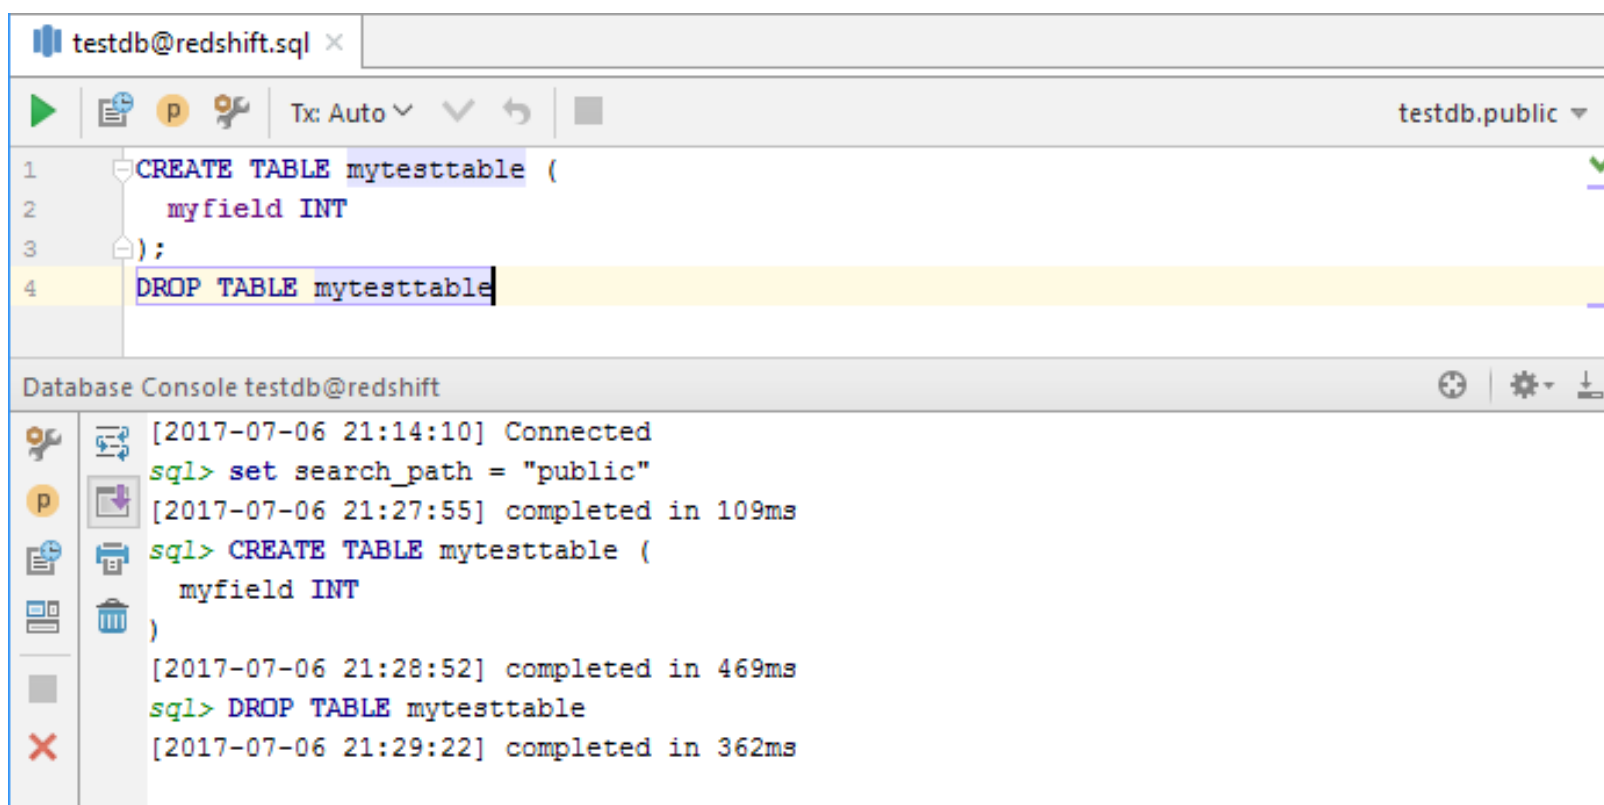 testdb@redshift.sql
p Tx: Auto testdb.public
1 CREATE TABLE mytesttable (
2 myfield INT
3 );
4 DROP TABLE mytesttable
Database Console testdb@redshift
[2017-07-06 21:14:10] Connected
sql> set search_path = "public"
p [2017-07-06 21:27:55] completed in 109ms
sql> CREATE TABLE mytesttable (
myfield INT
)
[2017-07-06 21:28:52] completed in 469ms
sql> DROP TABLE mytesttable
[2017-07-06 21:29:22] completed in 362ms